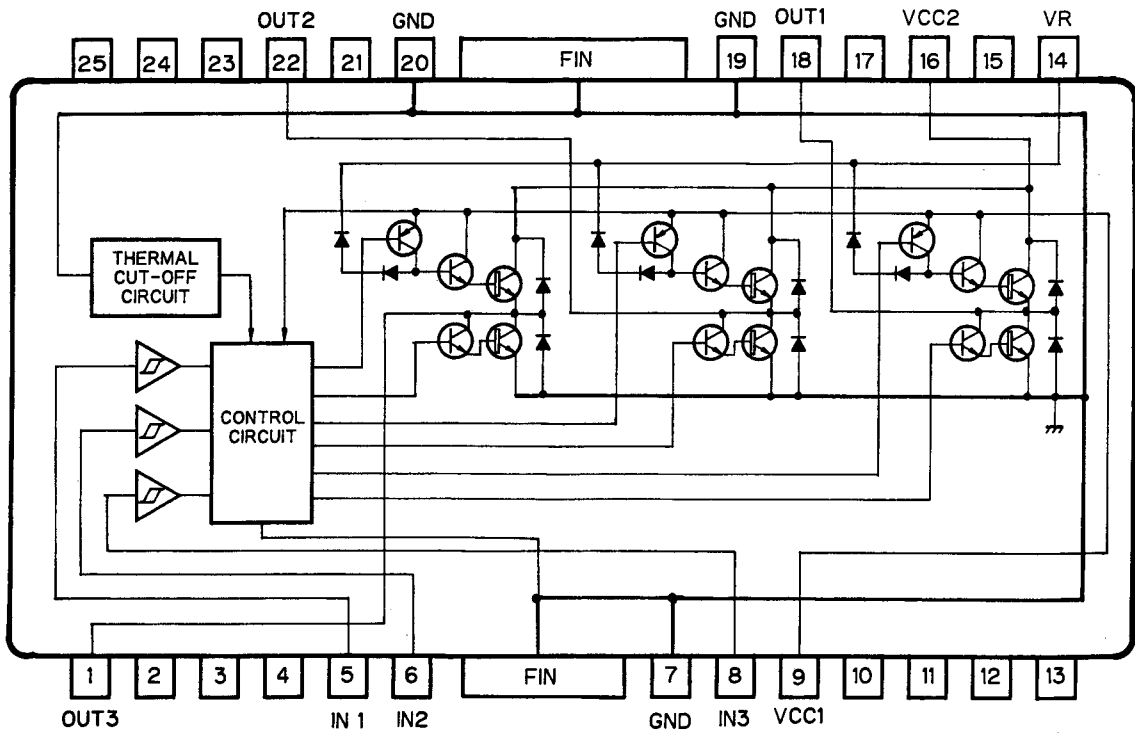 OUT2 GND GND OUT1 VCC2 VR
25 24 23 22 21 20 FIN 19 18 17 16 15 14
THERMAL
CUT-OFF
CIRCUIT
CONTROL
CIRCUIT
1 2 3 4 5 6 FIN 7 8 9 10 11 12 13
OUT3 IN 1 IN2 GND IN3 VCC1